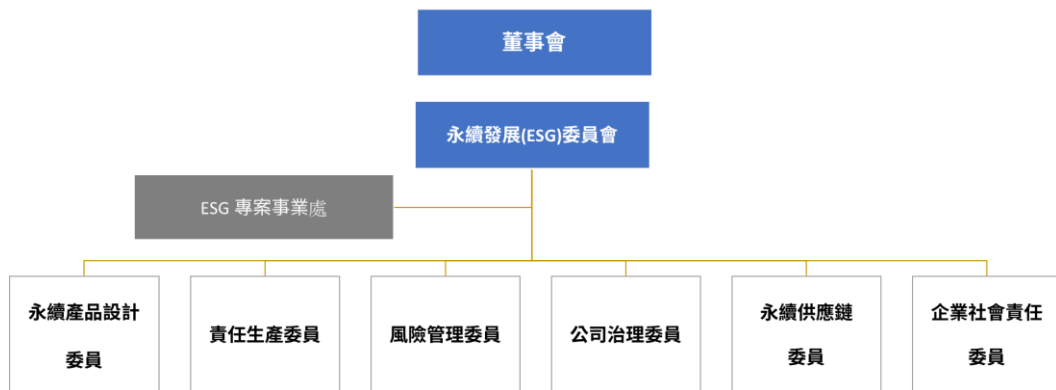 董事會
永續發展(ESG)委員會
ESG 專案事業處
永續產品設計
委員
責任生產委員
風險管理委員
公司治理委員
永續供應鏈
委員
企業社會責任
委員